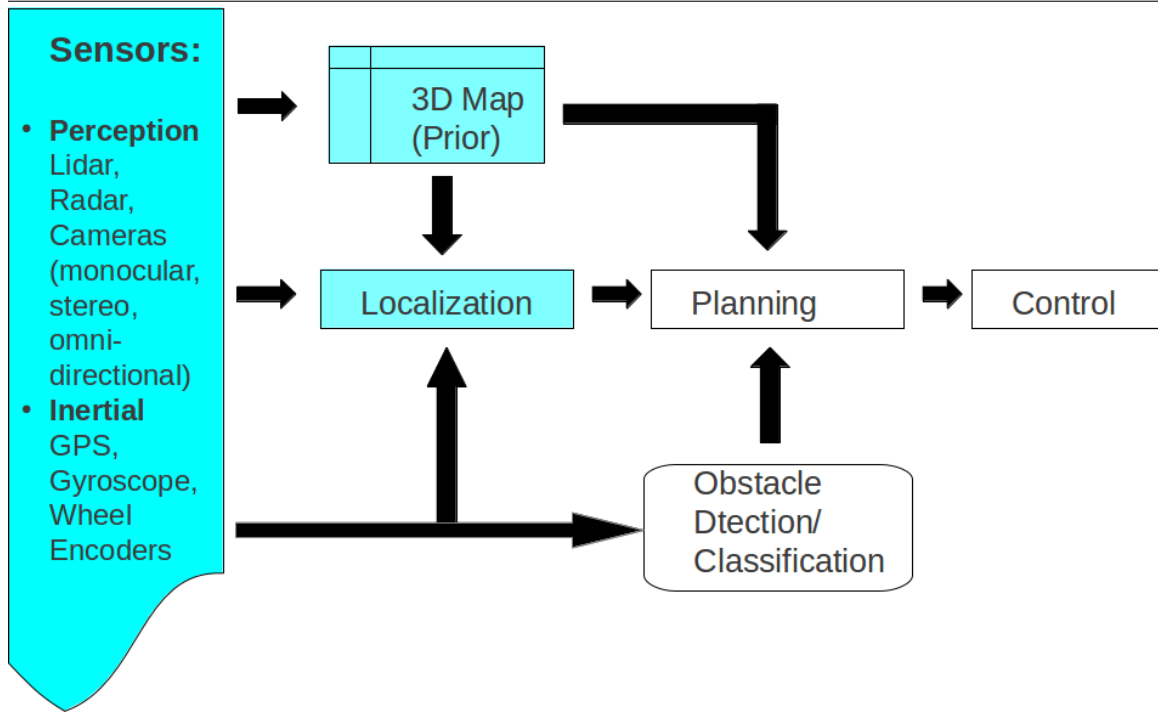 Sensors:
• Perception
Lidar,
Radar,
Cameras
(monocular,
stereo,
omni-
directional)
• Inertial
GPS,
Gyroscope,
Wheel
Encoders
3D Map
(Prior)
Localization
Planning
Control
Obstacle
Dtection/
Classification